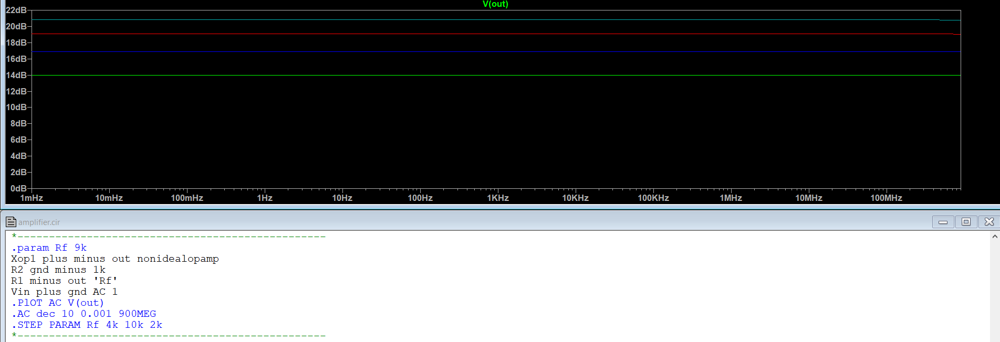 V(out)
22dB
20dB
18dB
16dB
14dB
12dB
10dB
8dB
6dB
4dB
2dB
0dB
1mHz 10mHz 100mHz 1Hz 10Hz 100Hz 1KHz 10KHz 100KHz 1MHz 10MHz 100MHz
amplifier.cir
*-------------------------------------------------
.param Rf 9k
Xop1 plus minus out nonidealopamp
R2 gnd minus 1k
R1 minus out 'Rf'
Vin plus gnd AC 1
.PlOT AC V(out)
.AC dec 10 0.001 900MEG
.STEP PARAM Rf 4k 10k 2k
*-------------------------------------------------